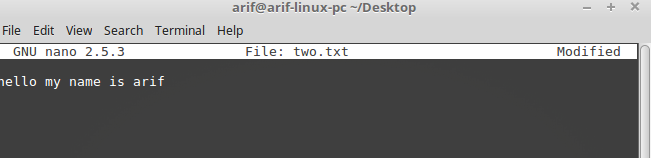 arif@arif-linux-pc ~/Desktop
File Edit View Search Terminal Help
GNU nano 2.5.3 File: two.txt Modified
hello my name is arif